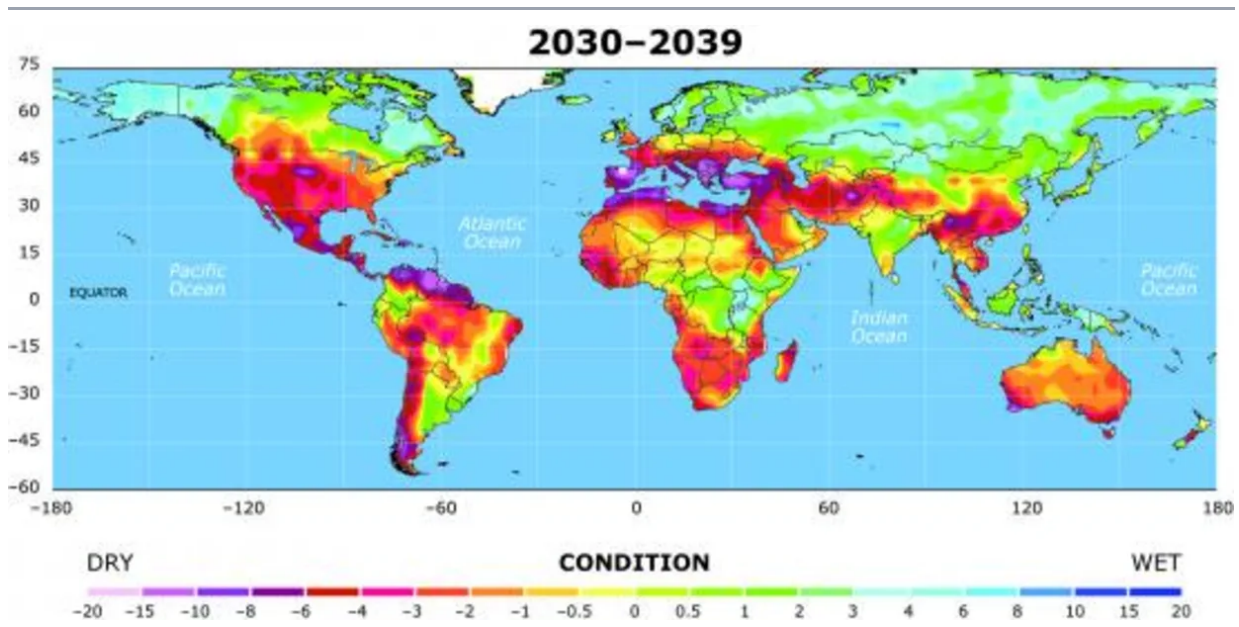 2030–2039
75
60
45
30
15
0
–15
–30
–45
–60
Atlantic
Ocean
Pacific
Ocean
EQUATOR
Indian
Ocean
Pacific
Ocean
–180 –120 –60 0 60 120 180
DRY CONDITION WET
–20 –15 –10 –8 –6 –4 –3 –2 –1 –0.5 0 0.5 1 2 3 4 6 8 10 15 20